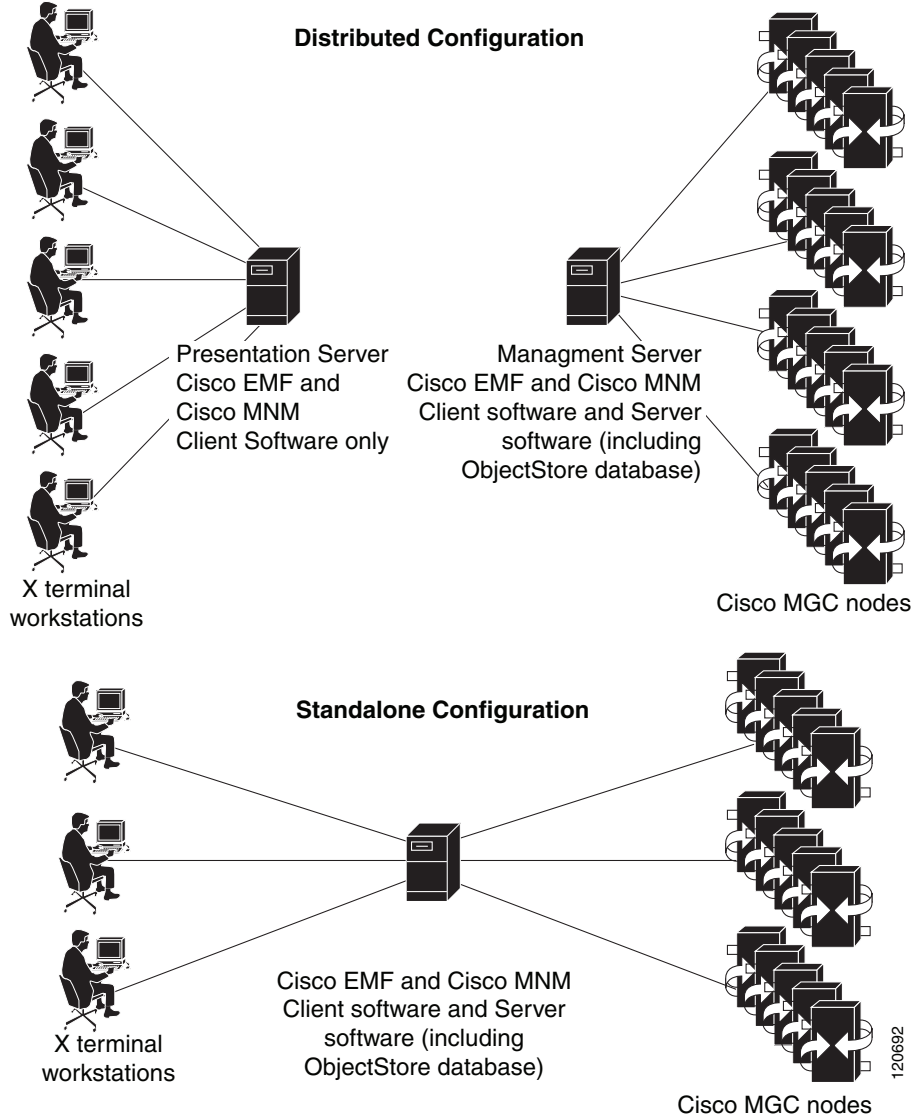 Distributed Configuration
Presentation Server
Cisco EMF and
Cisco MNM
Client Software only
Managment Server
Cisco EMF and Cisco MNM
Client software and Server
software (including
ObjectStore database)
X terminal
workstations
Cisco MGC nodes
Standalone Configuration
Cisco EMF and Cisco MNM
Client software and Server
software (including
ObjectStore database)
X terminal
workstations
120692
Cisco MGC nodes